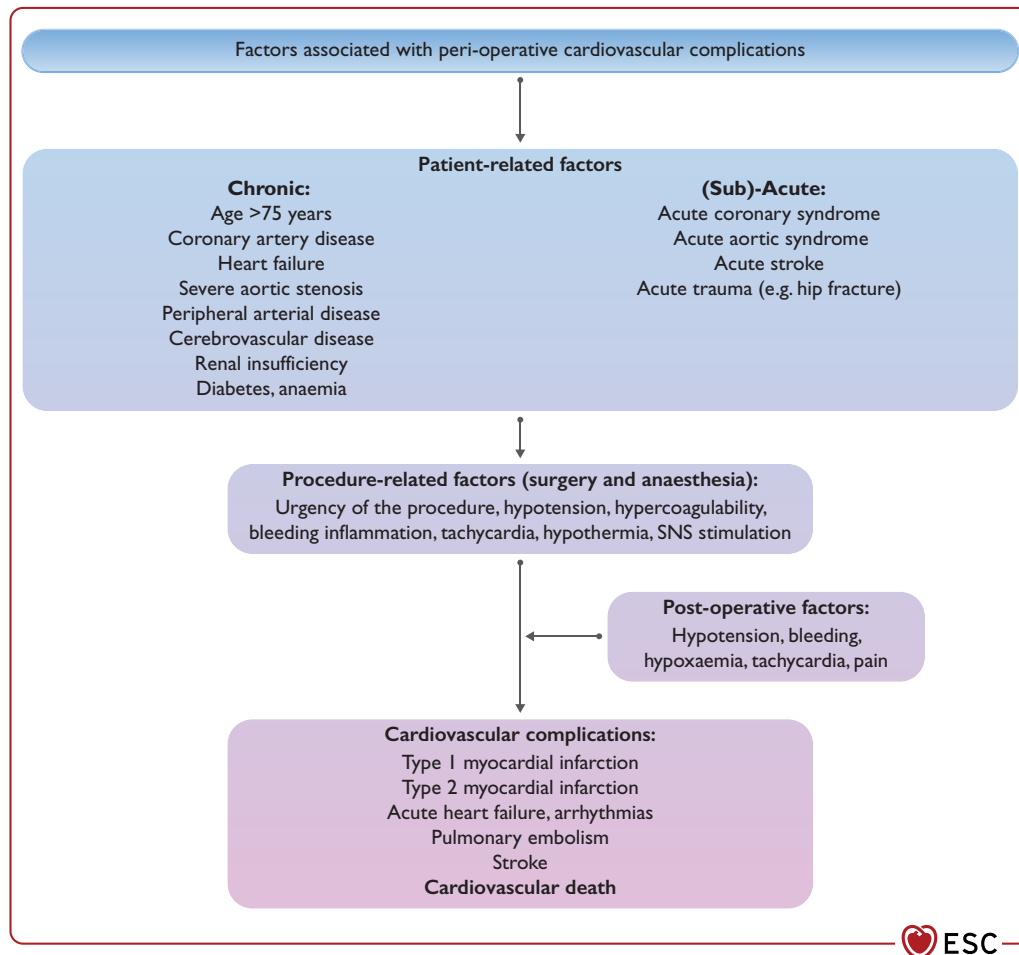 Factors associated with peri-operative cardiovascular complications
Patient-related factors
Chronic:
Age >75 years
Coronary artery disease
Heart failure
Severe aortic stenosis
Peripheral arterial disease
Cerebrovascular disease
Renal insufficiency
Diabetes, anaemia
(Sub)-Acute:
Acute coronary syndrome
Acute aortic syndrome
Acute stroke
Acute trauma (e.g. hip fracture)
Procedure-related factors (surgery and anaesthesia):
Urgency of the procedure, hypotension, hypercoagulability,
bleeding inflammation, tachycardia, hypothermia, SNS stimulation
Post-operative factors:
Hypotension, bleeding,
hypoxaemia, tachycardia, pain
Cardiovascular complications:
Type 1 myocardial infarction
Type 2 myocardial infarction
Acute heart failure, arrhythmias
Pulmonary embolism
Stroke
Cardiovascular death
ESC